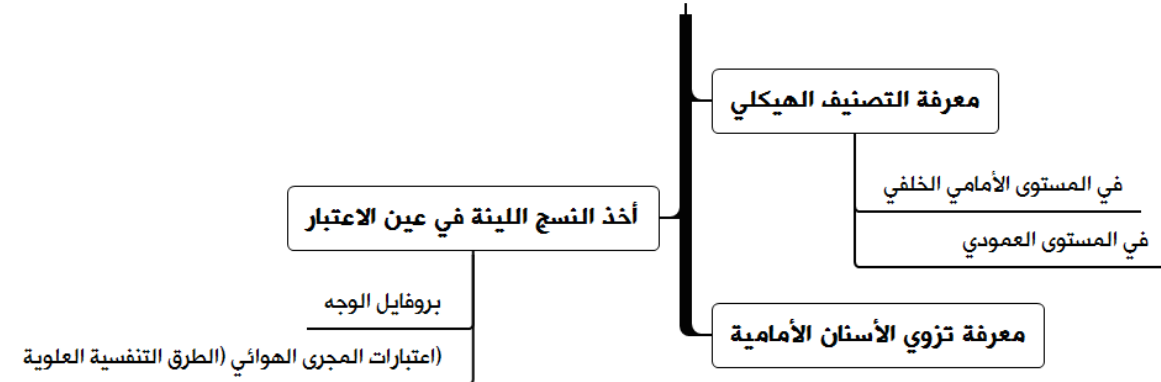 معرفة التصنيف الهيكلي
في المستوى الأمامي الخلفي
في المستوى العمودي
أخذ النسج اللينة في عين الاعتبار
بروفايل الوجه
اعتبارات المجرى الهوائي (الطرق التنفسية العلوية)
معرفة تزوي الأسنان الأمامية